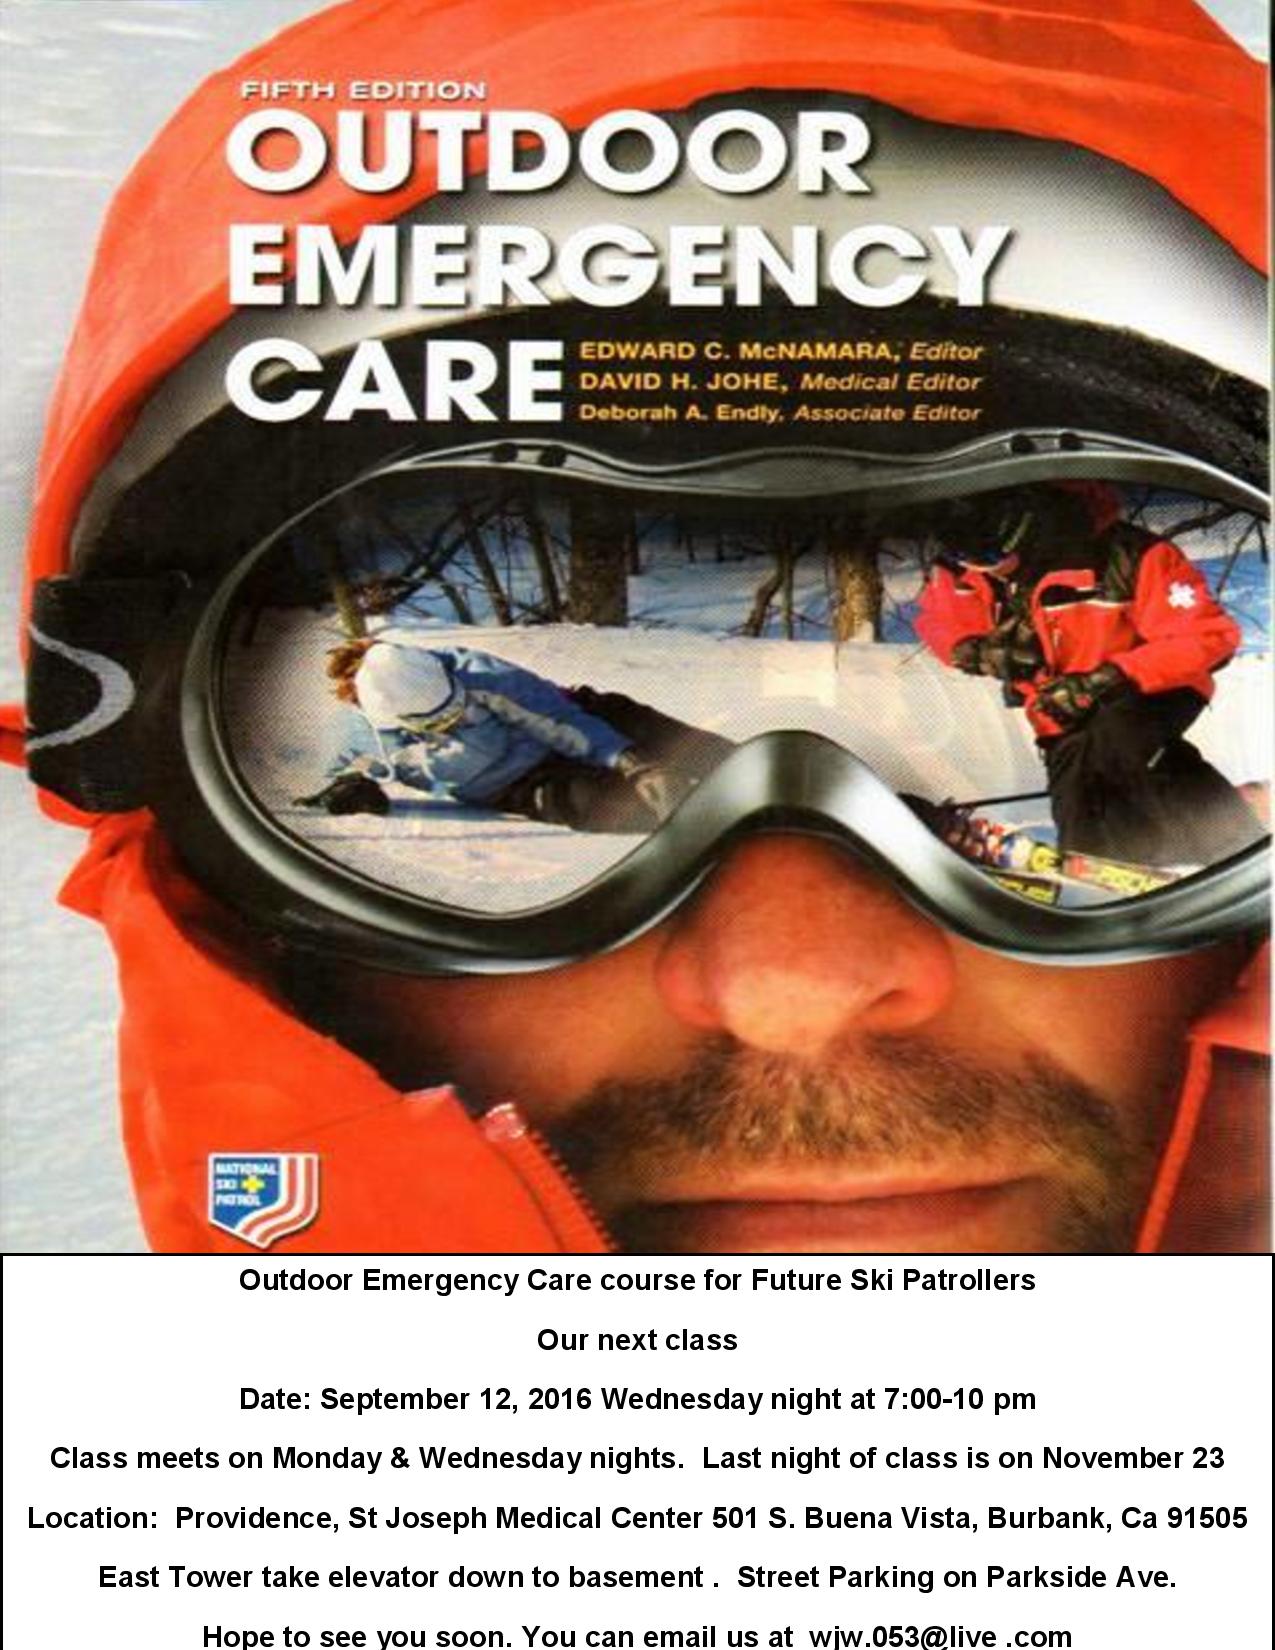 FIFTH EDITION
OUTDOOR
EMERGENCY
CARE
EDWARD C. McNAMARA, Editor
DAVID H. JOHE, Medical Editor
Deborah A. Endly, Associate Editor
FISCHER
NATIONAL
SKI
PATROL
Outdoor Emergency Care course for Future Ski Patrollers
Our next class
Date: September 12, 2016 Wednesday night at 7:00-10 pm
Class meets on Monday & Wednesday nights.  Last night of class is on November 23
Location:  Providence, St Joseph Medical Center 501 S. Buena Vista, Burbank, Ca 91505
East Tower take elevator down to basement .  Street Parking on Parkside Ave.
Hope to see you soon. You can email us at  wjw.053@live .com